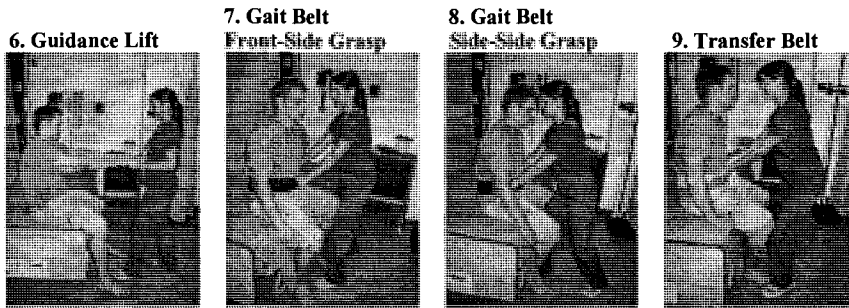 6. Guidance Lift
7. Gait Belt
Front-Side Grasp
8. Gait Belt
Side-Side Grasp
9. Transfer Belt